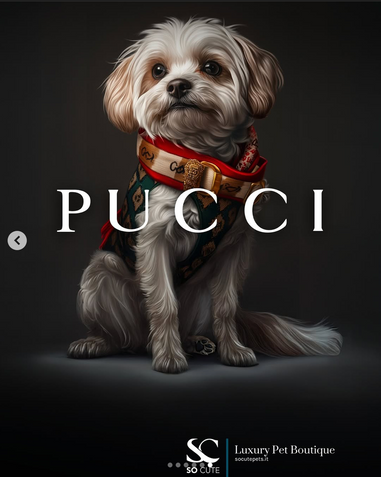 PUCCI
SC
SO CUTE
Luxury Pet Boutique
socutepets.it